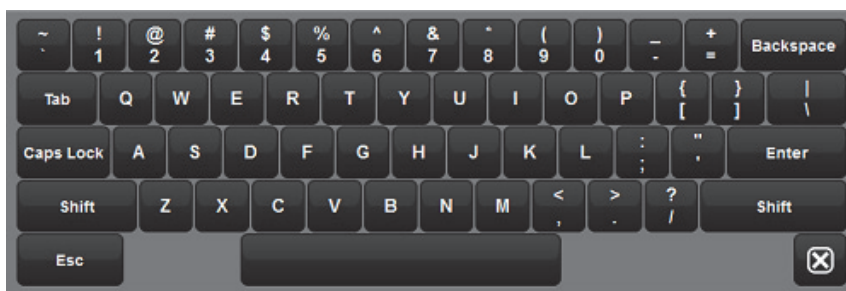 ~ ! @ # $ % ^ & * ( ) _ +
` 1 2 3 4 5 6 7 8 9 0 - = Backspace
Tab Q W E R T Y U I O P { [ } ] | \
Caps Lock A S D F G H J K L : ; " ' Enter
Shift Z X C V B N M < , > . ? / Shift
Esc